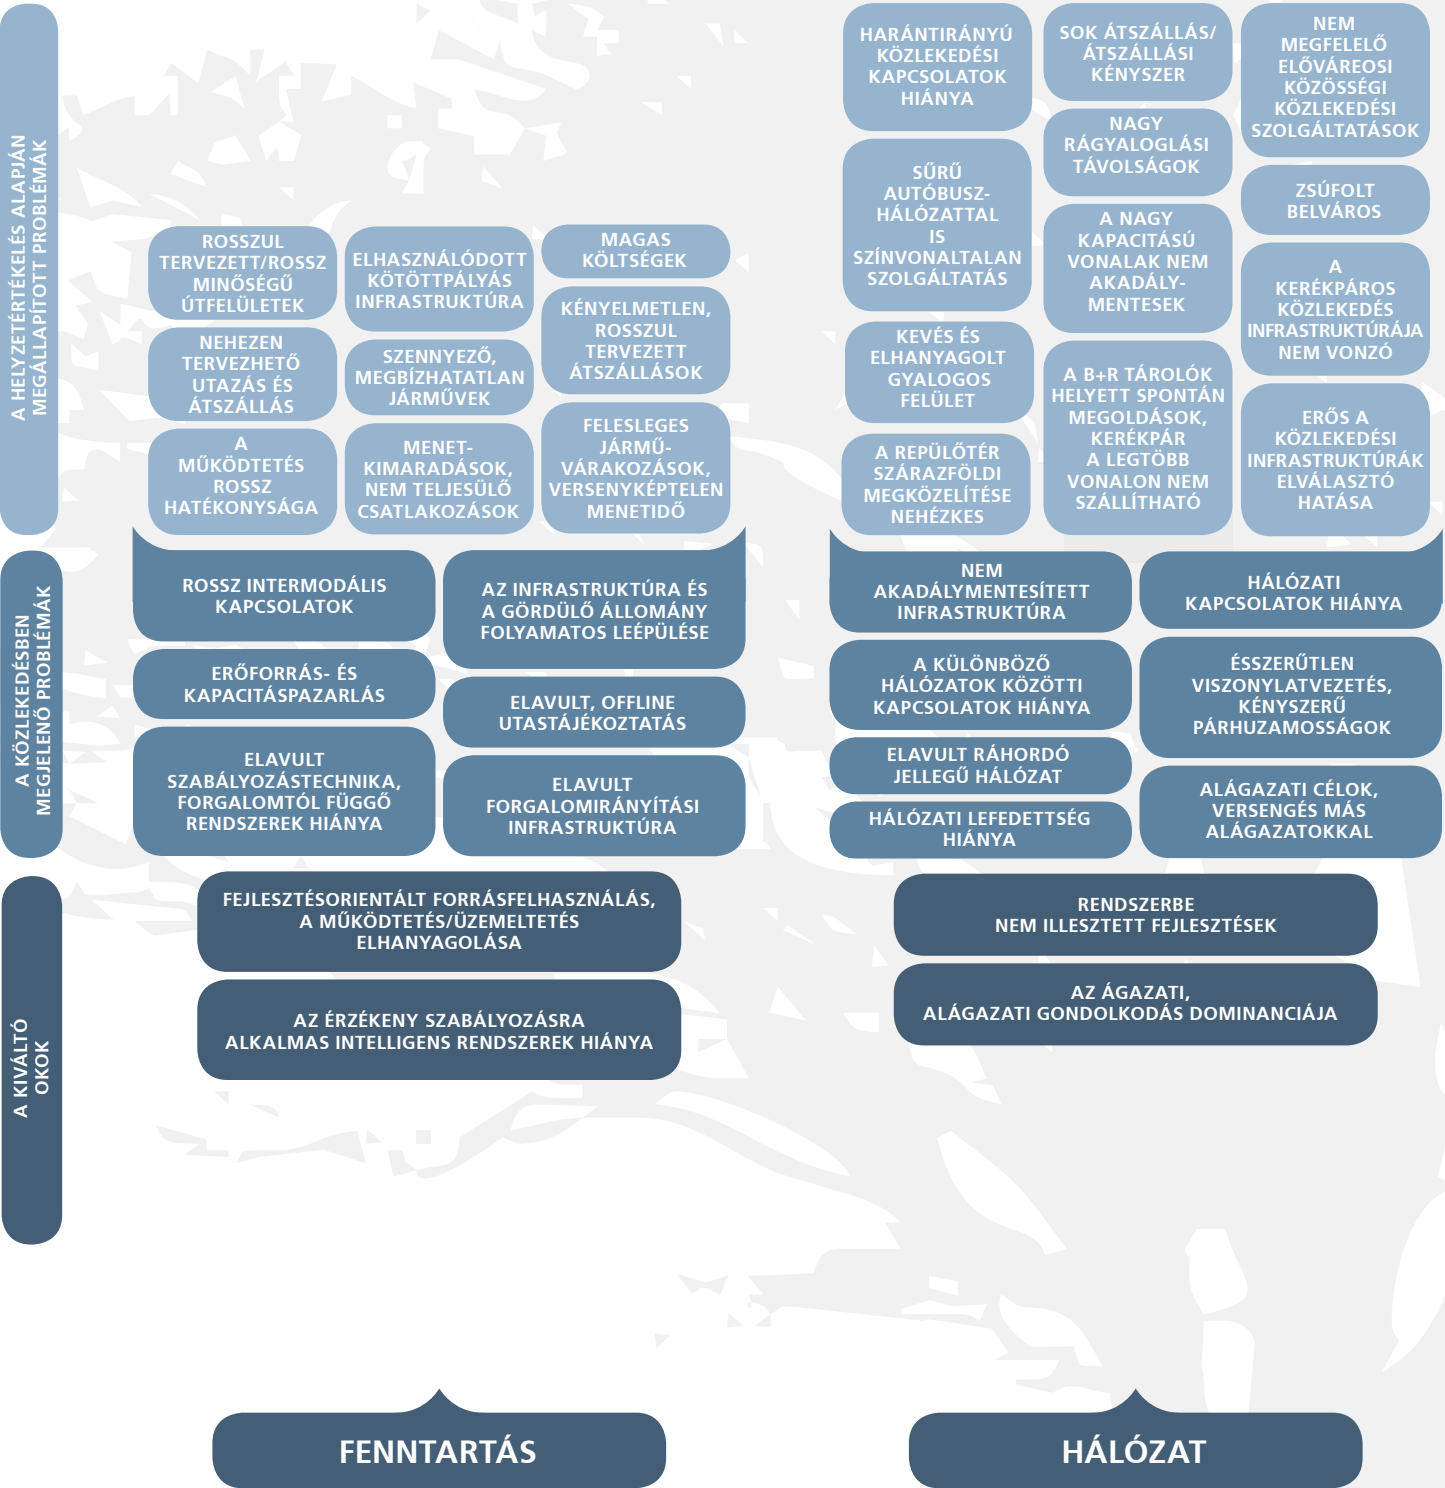 A HELYZETÉRTÉKELÉS ALAPJÁN
MEGÁLLAPÍTOTT PROBLÉMÁK
ROSSZUL
TERVEZETT/ROSSZ
MINŐSÉGŰ
ÚTFELÜLETEK
NEHEZEN
TERVEZHETŐ
UTAZÁS ÉS
ÁTSZÁLLÁS
A
MŰKÖDTETÉS
ROSSZ
HATÉKONYSÁGA
ELHASZNÁLÓDOTT
KÖTÖTTPÁLYÁS
INFRASTRUKTÚRA
SZENNYEZŐ,
MEGBÍZHATATLAN
JÁRMŰVEK
MENET-
KIMARADÁSOK,
NEM TELJESÜLŐ
CSATLAKOZÁSOK
MAGAS
KÖLTSÉGEK
KÉNYELMETLEN,
ROSSZUL
TERVEZETT
ÁTSZÁLLÁSOK
FELESLEGES
JÁRMŰ-
VÁRAKOZÁSOK,
VERSENYKÉPTELEN
MENETIDŐ
HARÁNTIRÁNYÚ
KÖZLEKEDÉSI
KAPCSOLATOK
HIÁNYA
SŰRŰ
AUTÓBUSZ-
HÁLÓZATTAL
IS
SZÍNVONALTALAN
SZOLGÁLTATÁS
KEVÉS ÉS
ELHANYAGOLT
GYALOGOS
FELÜLET
A REPÜLŐTÉR
SZÁRAZFÖLDI
MEGKÖZELÍTÉSE
NEHÉZKES
SOK ÁTSZÁLLÁS/
ÁTSZÁLLÁSI
KÉNYSZER
NAGY
RÁGYALOGLÁSI
TÁVOLSÁGOK
A NAGY
KAPACITÁSÚ
VONALAK NEM
AKADÁLY-
MENTESEK
A B+R TÁROLÓK
HELYETT SPONTÁN
MEGOLDÁSOK,
KERÉKPÁR
A LEGTÖBB
VONALON NEM
SZÁLLÍTHATÓ
NEM
MEGFELELŐ
ELŐVÁREOSI
KÖZÖSSÉGI
KÖZLEKEDÉSI
SZOLGÁLTATÁSOK
ZSÚFOLT
BELVÁROS
A
KERÉKPÁROS
KÖZLEKEDÉS
INFRASTRUKTÚRÁJA
NEM VONZÓ
ERŐS A
KÖZLEKEDÉSI
INFRASTRUKTÚRÁK
ELVÁLASZTÓ
HATÁSA
A KÖZLEKEDÉSBEN
MEGJELENŐ PROBLÉMÁK
ROSSZ INTERMODÁLIS
KAPCSOLATOK
ERŐFORRÁS- ÉS
KAPACITÁSPAZARLÁS
ELAVULT
SZABÁLYOZÁSTECHNIKA,
FORGALOMTÓL FÜGGŐ
RENDSZEREK HIÁNYA
AZ INFRASTRUKTÚRA ÉS
A GÖRDÜLŐ ÁLLOMÁNY
FOLYAMATOS LEÉPÜLÉSE
ELAVULT, OFFLINE
UTASTÁJÉKOZTATÁS
ELAVULT
FORGALOMIRÁNYÍTÁSI
INFRASTRUKTÚRA
NEM
AKADÁLYMENTESÍTETT
INFRASTRUKTÚRA
A KÜLÖNBÖZŐ
HÁLÓZATOK KÖZÖTTI
KAPCSOLATOK HIÁNYA
ELAVULT RÁHORDÓ
JELLEGŰ HÁLÓZAT
HÁLÓZATI LEFEDETTSÉG
HIÁNYA
HÁLÓZATI
KAPCSOLATOK HIÁNYA
ÉSSZERŰTLEN
VISZONYLATVEZETÉS,
KÉNYSZERŰ
PÁRHUZAMOSSÁGOK
ALÁGAZATI CÉLOK,
VERSENGÉS MÁS
ALÁGAZATOKKAL
A KIVÁLTÓ
OKOK
FEJLESZTÉSORIENTÁLT FORRÁSFELHASZNÁLÁS,
A MŰKÖDTETÉS/ÜZEMELTETÉS
ELHANYAGOLÁSA
AZ ÉRZÉKENY SZABÁLYOZÁSRA
ALKALMAS INTELLIGENS RENDSZEREK HIÁNYA
RENDSZERBE
NEM ILLESZTETT FEJLESZTÉSEK
AZ ÁGAZATI,
ALÁGAZATI GONDOLKODÁS DOMINANCIÁJA
FENNTARTÁS
HÁLÓZAT